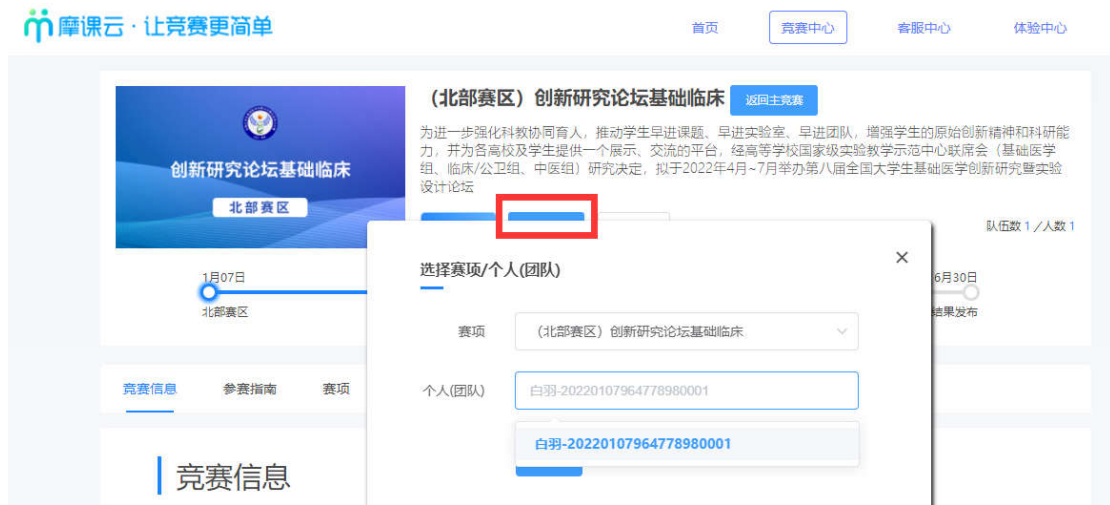 摩课云·让竞赛更简单
首页
竞赛中心
客服中心
体验中心
创新研究论坛基础临床
北部赛区
（北部赛区）创新研究论坛基础临床
返回主竞赛
为进一步强化科教协同育人，推动学生早进课题、早进实验室、早进团队，增强学生的原始创新精神和科研能
力，并为各高校及学生提供一个展示、交流的平台，经高等学校国家级实验教学示范中心联席会（基础医学
组、临床/公卫组、中医组）研究决定，拟于2022年4月~7月举办第八届全国大学生基础医学创新研究暨实验
设计论坛
队伍数 1 ／人数 1
1月07日
北部赛区
6月30日
结果发布
选择赛项/个人(团队)
赛项
（北部赛区）创新研究论坛基础临床
个人(团队)
白羽-20220107964778980001
白羽-20220107964778980001
竞赛信息
参赛指南
赛项
竞赛信息